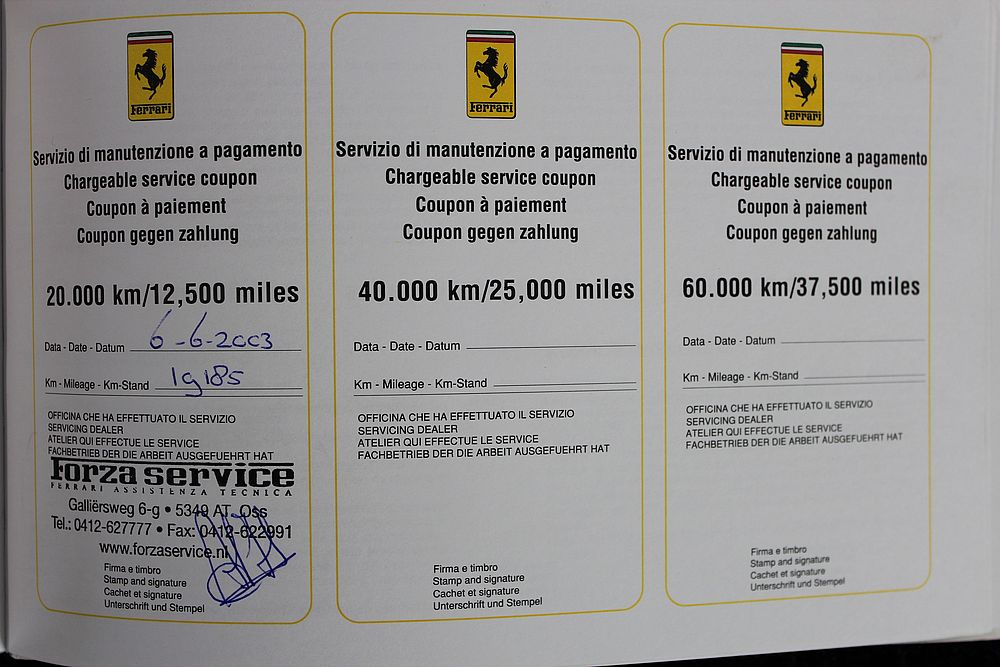 Ferrari
Servizio di manutenzione a pagamento
Chargeable service coupon
Coupon à paiement
Coupon gegen zahlung
20.000 km/12,500 miles
Data - Date - Datum 6-6-2003
Km - Mileage - Km-Stand 19185
OFFICINA CHE HA EFFETTUATO IL SERVIZIO
SERVICING DEALER
ATELIER QUI EFFECTUE LE SERVICE
FACHBETRIEB DER DIE ARBEIT AUSGEFUEHRT HAT
forza service
FERRARI ASSISTENZA TECNICA
Galliërsweg 6-g • 5349 AT Oss
Tel.: 0412-627777 • Fax: 0412-622991
www.forzaservice.nl
Firma e timbro
Stamp and signature
Cachet et signature
Unterschrift und Stempel
Ferrari
Servizio di manutenzione a pagamento
Chargeable service coupon
Coupon à paiement
Coupon gegen zahlung
40.000 km/25,000 miles
Data - Date - Datum
Km - Mileage - Km-Stand
OFFICINA CHE HA EFFETTUATO IL SERVIZIO
SERVICING DEALER
ATELIER QUI EFFECTUE LE SERVICE
FACHBETRIEB DER DIE ARBEIT AUSGEFUEHRT HAT
Firma e timbro
Stamp and signature
Cachet et signature
Unterschrift und Stempel
Ferrari
Servizio di manutenzione a pagamento
Chargeable service coupon
Coupon à paiement
Coupon gegen zahlung
60.000 km/37,500 miles
Data - Date - Datum
Km - Mileage - Km-Stand
OFFICINA CHE HA EFFETTUATO IL SERVIZIO
SERVICING DEALER
ATELIER QUI EFFECTUE LE SERVICE
FACHBETRIEB DER DIE ARBEIT AUSGEFUEHRT HAT
Firma e timbro
Stamp and signature
Cachet et signature
Unterschrift und Stempel